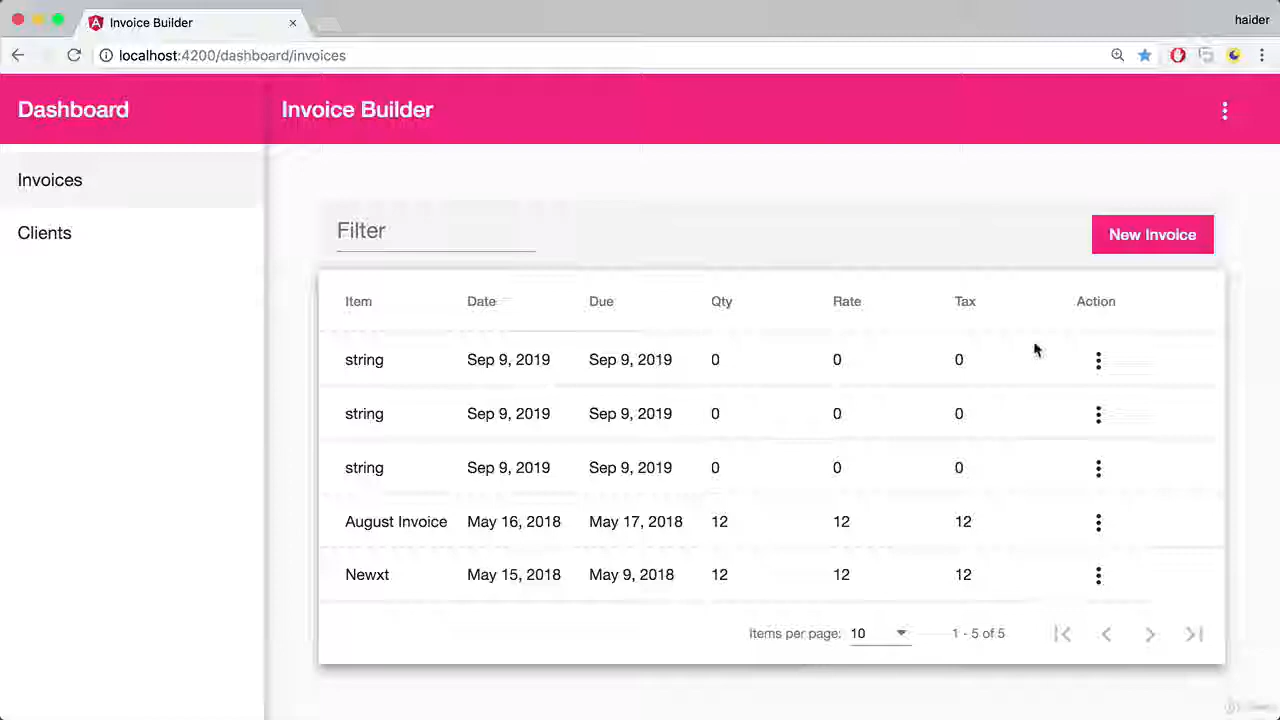 Invoice Builder
haider
localhost:4200/dashboard/invoices
Dashboard
Invoice Builder
Invoices
Clients
Filter
New Invoice
Item Date Due Qty Rate Tax Action
string Sep 9, 2019 Sep 9, 2019 0 0 0
string Sep 9, 2019 Sep 9, 2019 0 0 0
string Sep 9, 2019 Sep 9, 2019 0 0 0
August Invoice May 16, 2018 May 17, 2018 12 12 12
Newxt May 15, 2018 May 9, 2018 12 12 12
Items per page: 10 1 - 5 of 5